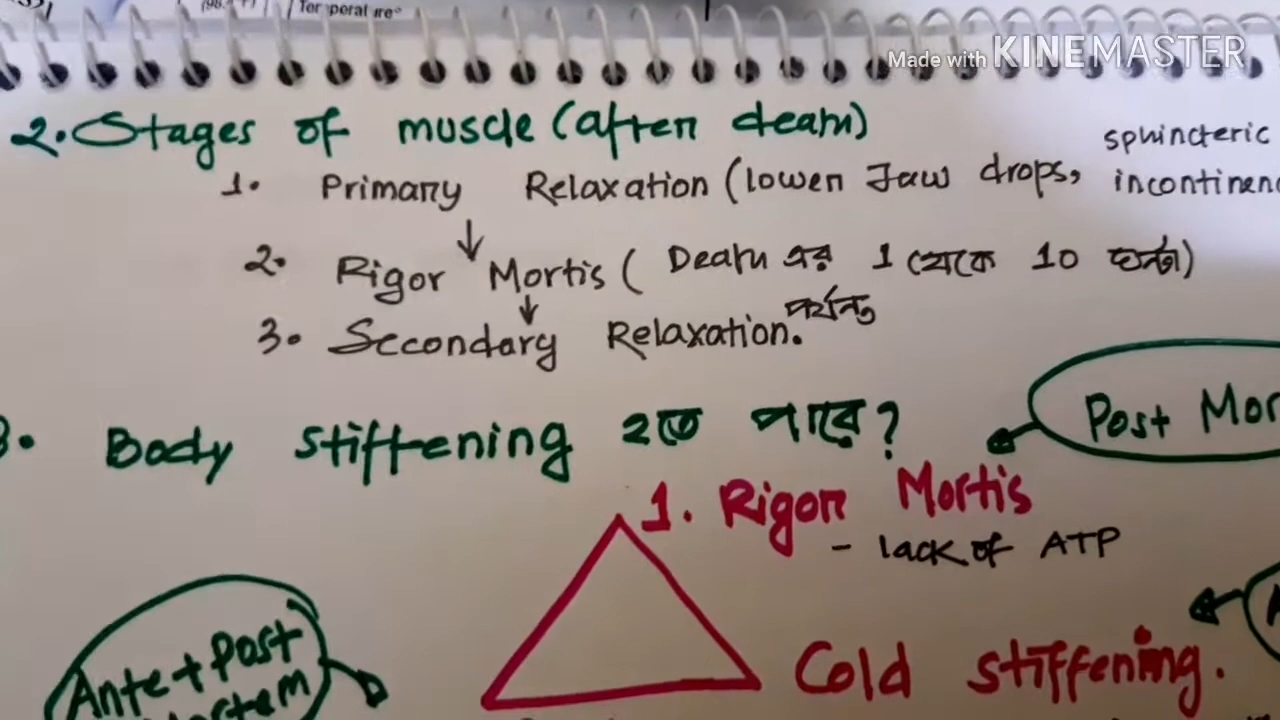 Temperature
Made with KINEMASTER
2. Stages of muscle (after death)
1. Primary Relaxation (lower Jaw drops, sphincteric
incontinenc
2. Rigor Mortis ( Death এর 1 থেকে 10 ঘন্টা)
পর্যন্ত
3. Secondary Relaxation.
3. Body stiffening হতে পারে?
Post Mor
1. Rigor Mortis
- lack of ATP
Ante + Post
Cold stiffening.